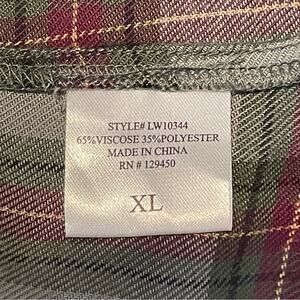 STYLE# LW10344
65%VISCOSE 35%POLYESTER
MADE IN CHINA
RN # 129450
XL